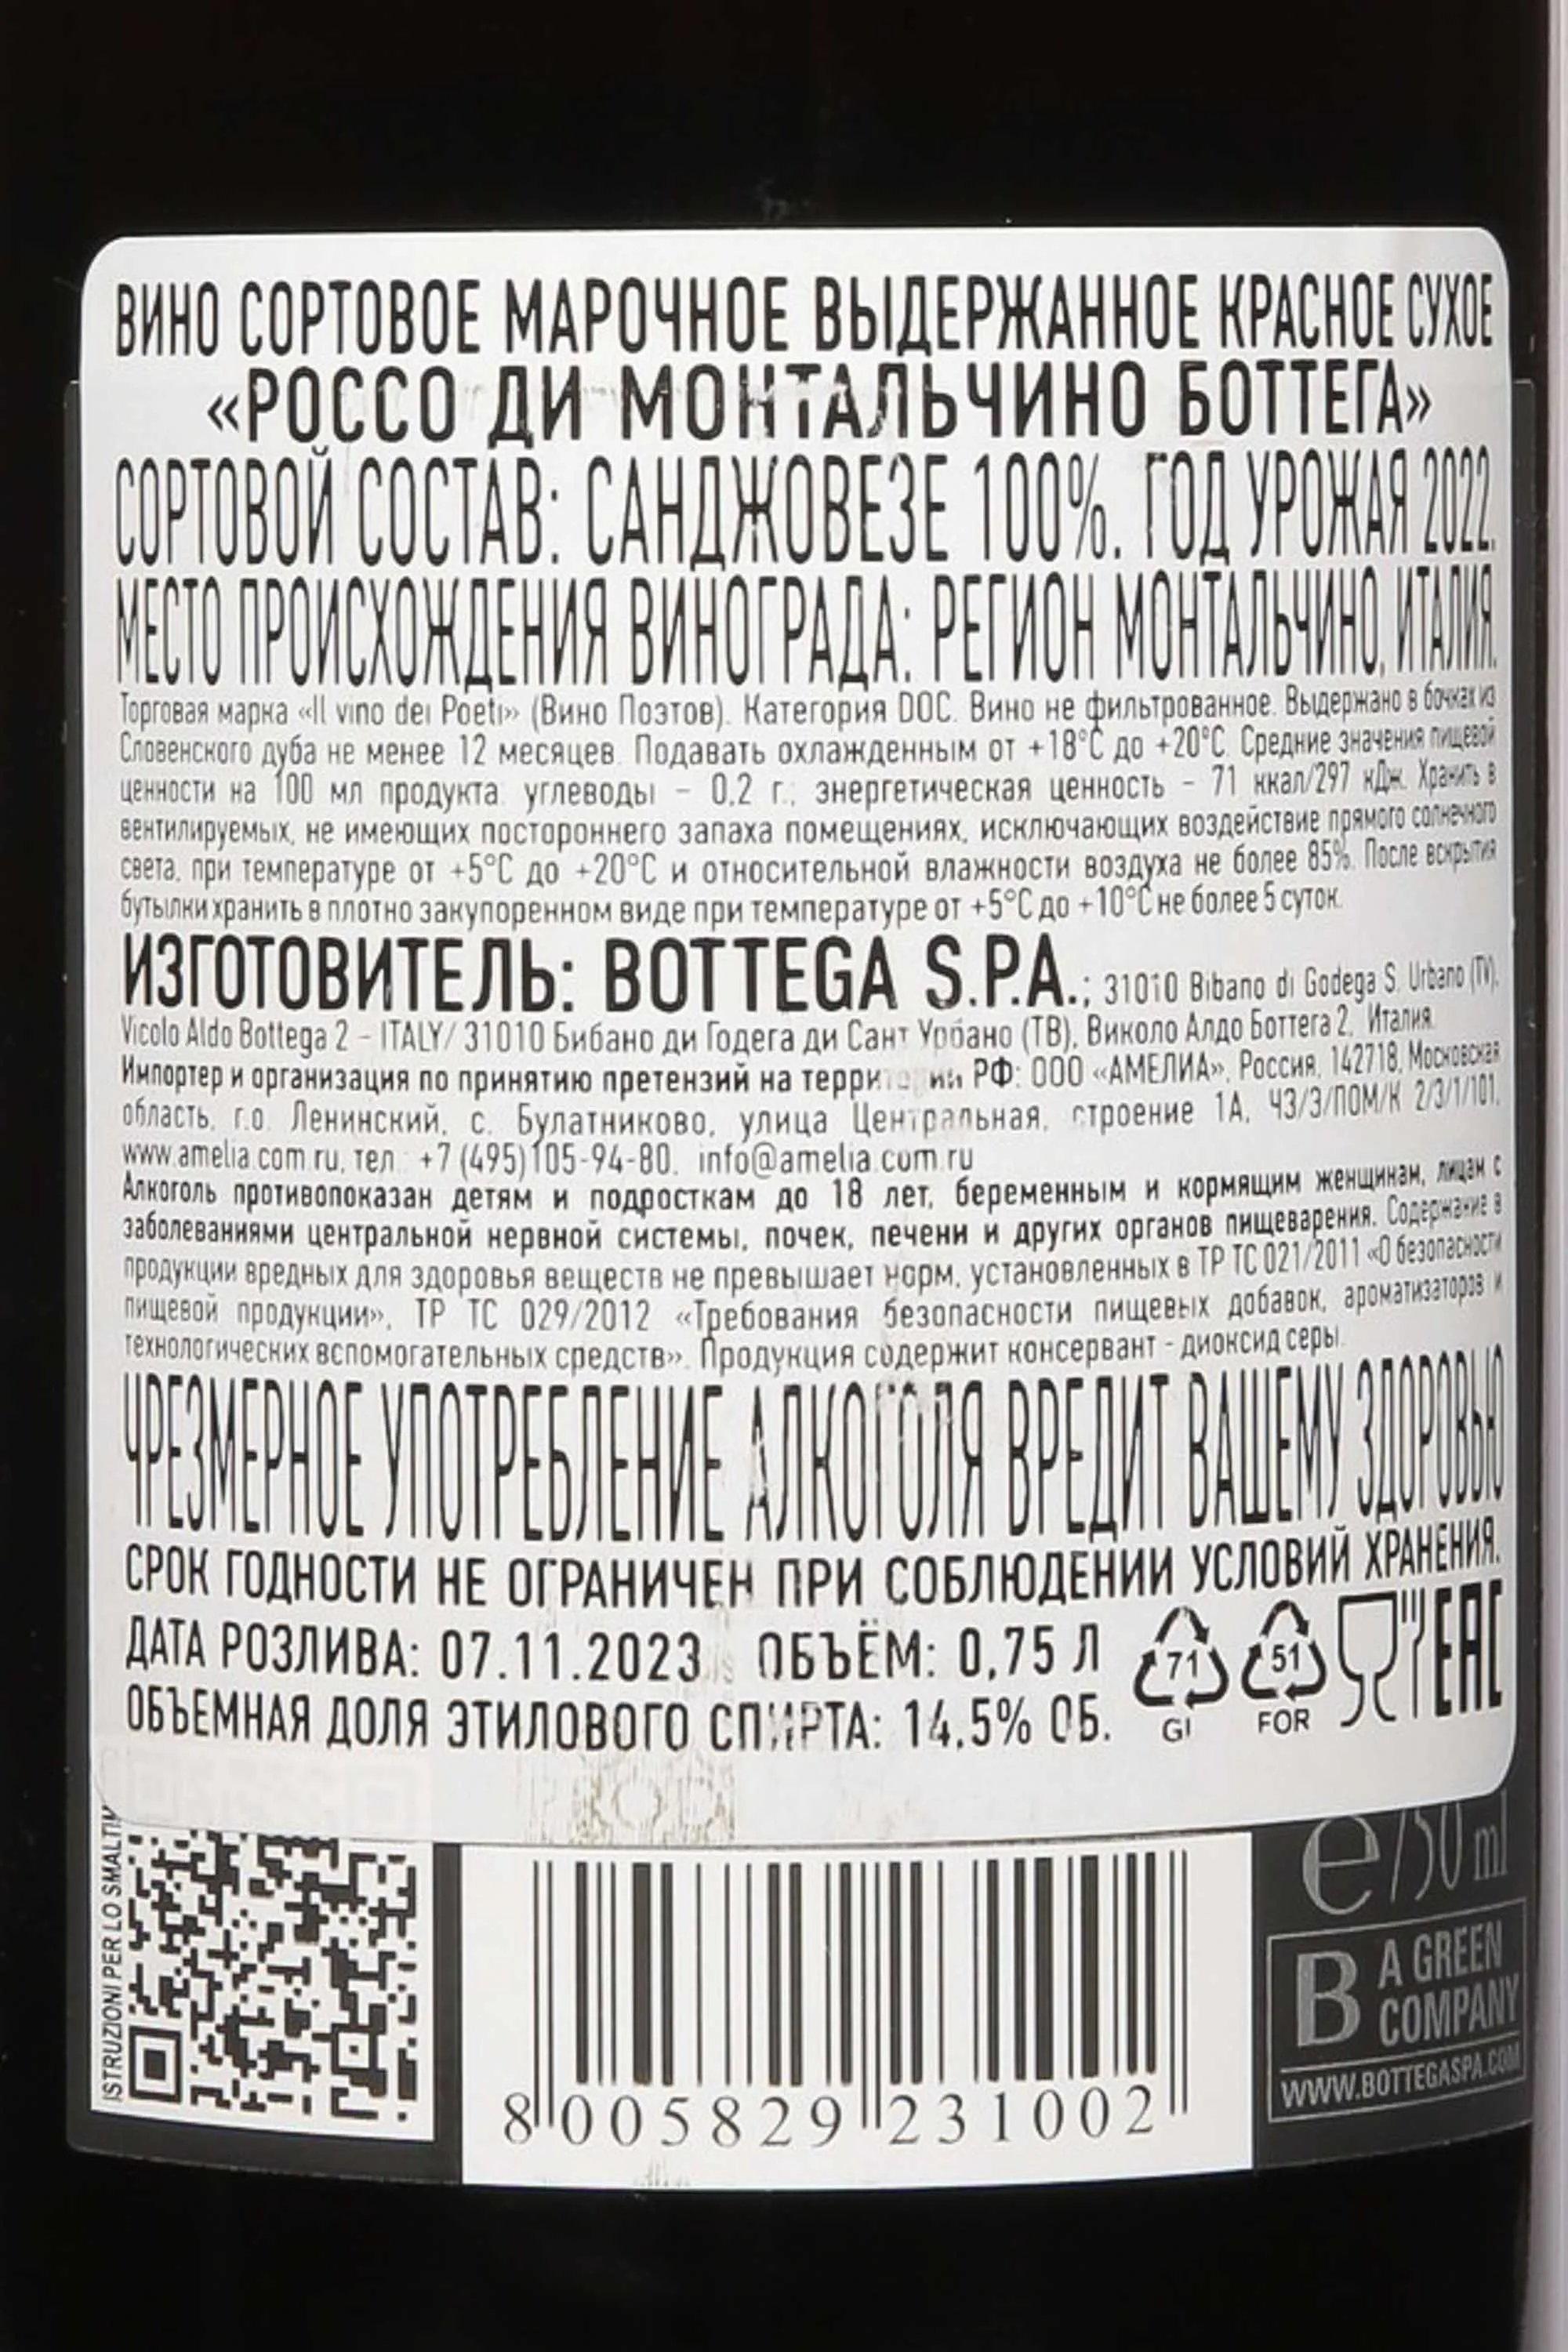 ВИНО СОРТОВОЕ МАРОЧНОЕ ВЫДЕРЖАННОЕ КРАСНОЕ СУХОЕ
«РОССО ДИ МОНТАЛЬЧИНО БОТТЕГА»
СОРТОВОЙ СОСТАВ: САНДЖОВЕЗЕ 100%. ГОД УРОЖАЯ 2022.
МЕСТО ПРОИСХОЖДЕНИЯ ВИНОГРАДА: РЕГИОН МОНТАЛЬЧИНО, ИТАЛИЯ.
Торговая марка «Il vino dei Poeti» (Вино Поэтов). Категория DOC. Вино не фильтрованное. Выдержано в бочках из
Словенского дуба не менее 12 месяцев. Подавать охлажденным от +18°C до +20°C. Средние значения пищевой
ценности на 100 мл продукта: углеводы – 0,2 г.; энергетическая ценность – 71 ккал/297 кДж. Хранить в
вентилируемых, не имеющих постороннего запаха помещениях, исключающих воздействие прямого солнечного
света, при температуре от +5°C до +20°C и относительной влажности воздуха не более 85%. После вскрытия
бутылки хранить в плотно закупоренном виде при температуре от +5°C до +10°C не более 5 суток.
ИЗГОТОВИТЕЛЬ: BOTTEGA S.P.A.; 31010 Bibano di Godega S. Urbano (TV),
Vicolo Aldo Bottega 2 – ITALY/ 31010 Бибано ди Годега ди Сант Урбано (ТВ), Виколо Алдо Боттега 2, Италия.
Импортер и организация по принятию претензий на территории РФ: ООО «АМЕЛИА», Россия, 142718, Московская
область, г.о. Ленинский, с. Булатниково, улица Центральная, строение 1А, ЧЗ/3/ПОМ/К 2/3/1/101,
www.amelia.com.ru, тел.: +7 (495)105-94-80, info@amelia.com.ru
Алкоголь противопоказан детям и подросткам до 18 лет, беременным и кормящим женщинам, лицам с
заболеваниями центральной нервной системы, почек, печени и других органов пищеварения. Содержание в
продукции вредных для здоровья веществ не превышает норм, установленных в ТР ТС 021/2011 «О безопасности
пищевой продукции», ТР ТС 029/2012 «Требования безопасности пищевых добавок, ароматизаторов и
технологических вспомогательных средств». Продукция содержит консервант - диоксид серы.
ЧРЕЗМЕРНОЕ УПОТРЕБЛЕНИЕ АЛКОГОЛЯ ВРЕДИТ ВАШЕМУ ЗДОРОВЬЮ
СРОК ГОДНОСТИ НЕ ОГРАНИЧЕН ПРИ СОБЛЮДЕНИИ УСЛОВИЙ ХРАНЕНИЯ.
ДАТА РОЗЛИВА: 07.11.2023 ОБЪЁМ: 0,75 Л
ОБЪЕМНАЯ ДОЛЯ ЭТИЛОВОГО СПИРТА: 14,5% ОБ.
71 GL
51 FOR
EAC
ISTRUZIONI PER LO
8 005829 231002
e 750 ml
B A GREEN
COMPANY
WWW.BOTTEGASPA.COM